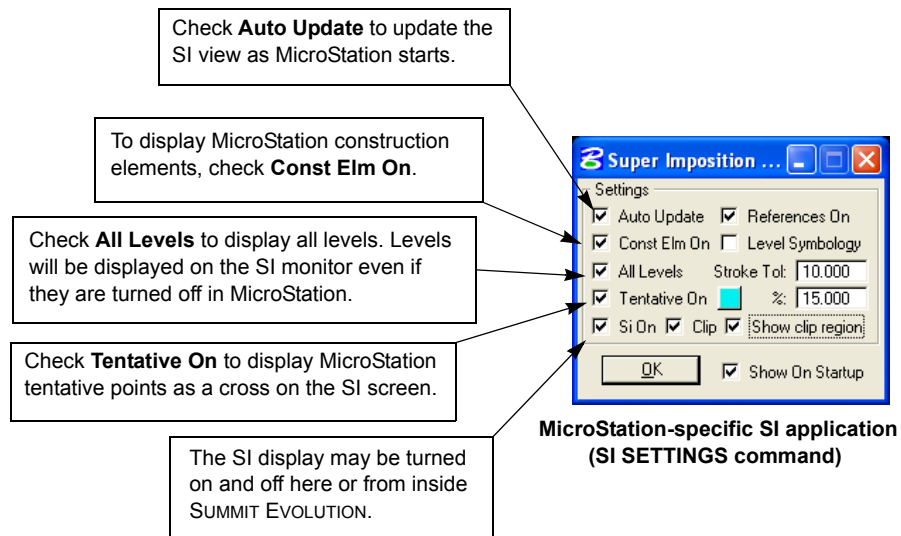 Check Auto Update to update the
SI view as MicroStation starts.
To display MicroStation construction
elements, check Const Elm On.
Check All Levels to display all levels. Levels
will be displayed on the SI monitor even if
they are turned off in MicroStation.
Check Tentative On to display MicroStation
tentative points as a cross on the SI screen.
The SI display may be turned
on and off here or from inside
SUMMIT EVOLUTION.
Super Imposition ...
Settings
Auto Update References On
Const Elm On Level Symbology
All Levels Stroke Tol: 10.000
Tentative On %: 15.000
Si On Clip Show clip region
OK Show On Startup
MicroStation-specific SI application
(SI SETTINGS command)